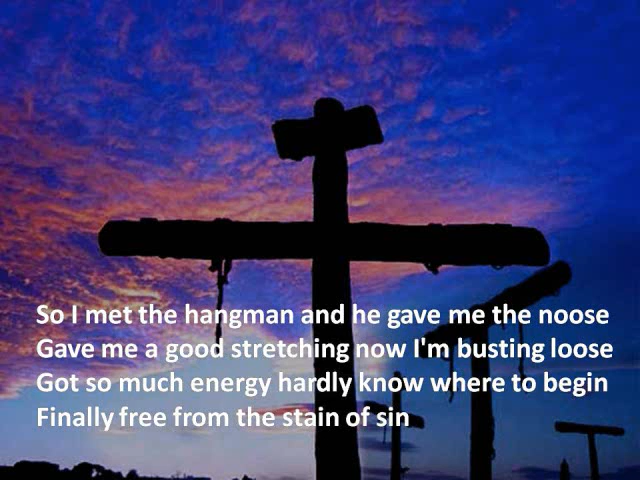 So I met the hangman and he gave me the noose
Gave me a good stretching now I'm busting loose
Got so much energy hardly know where to begin
Finally free from the stain of sin